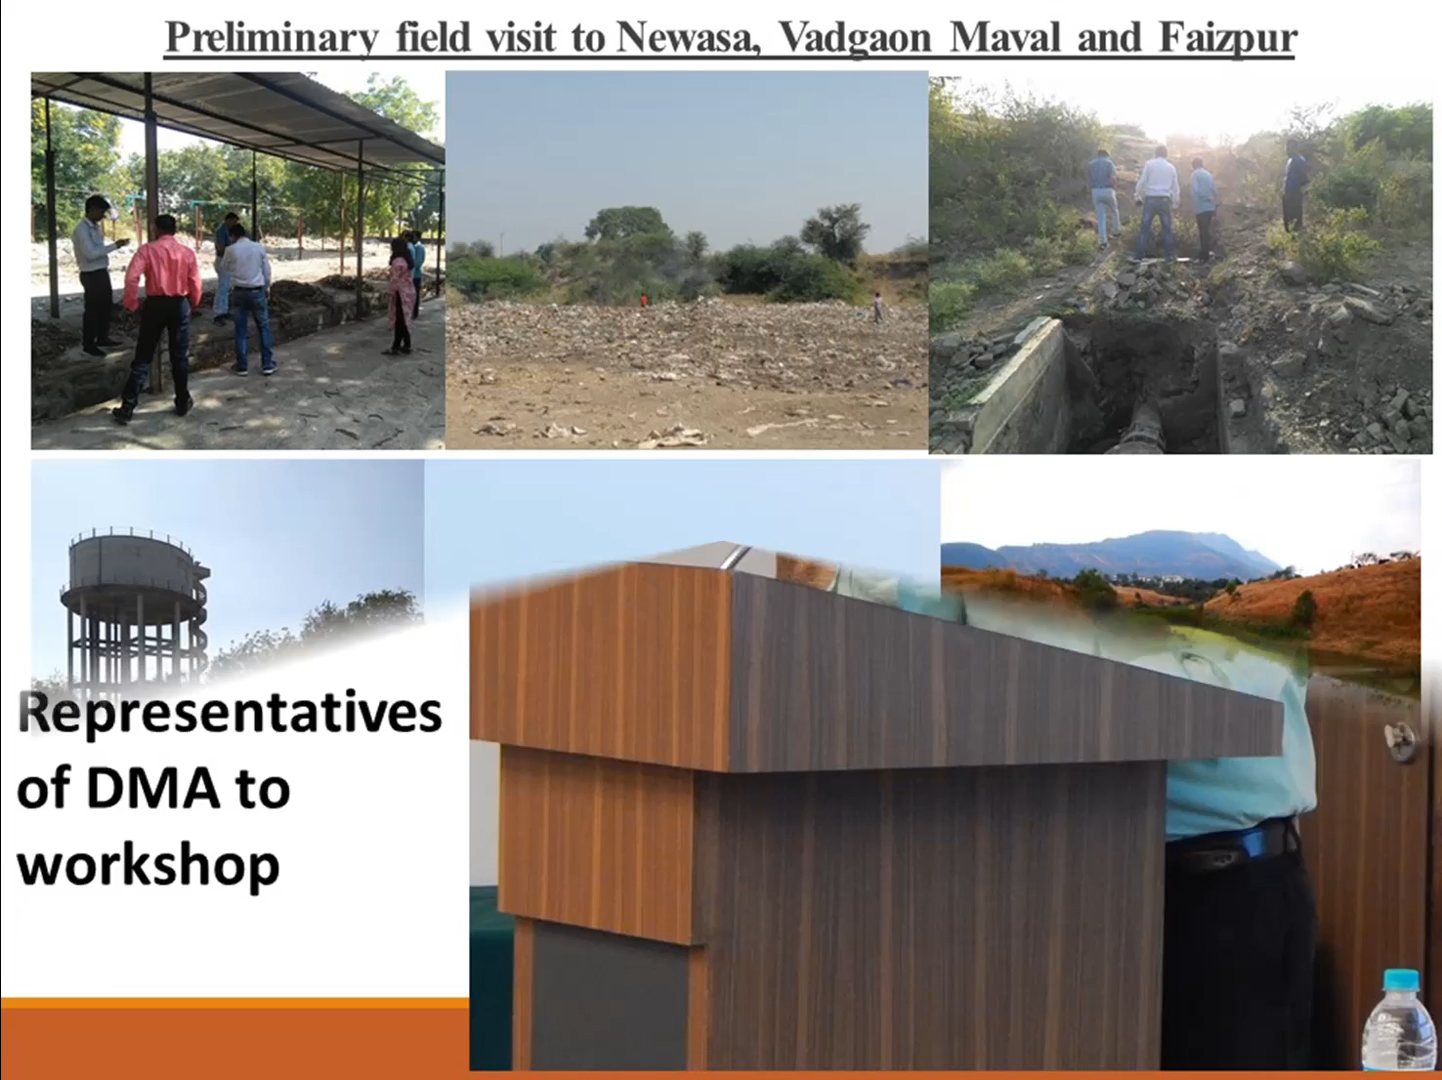 Preliminary field visit to Newasa, Vadgaon Maval and Faizpur
Representatives
of DMA to
workshop